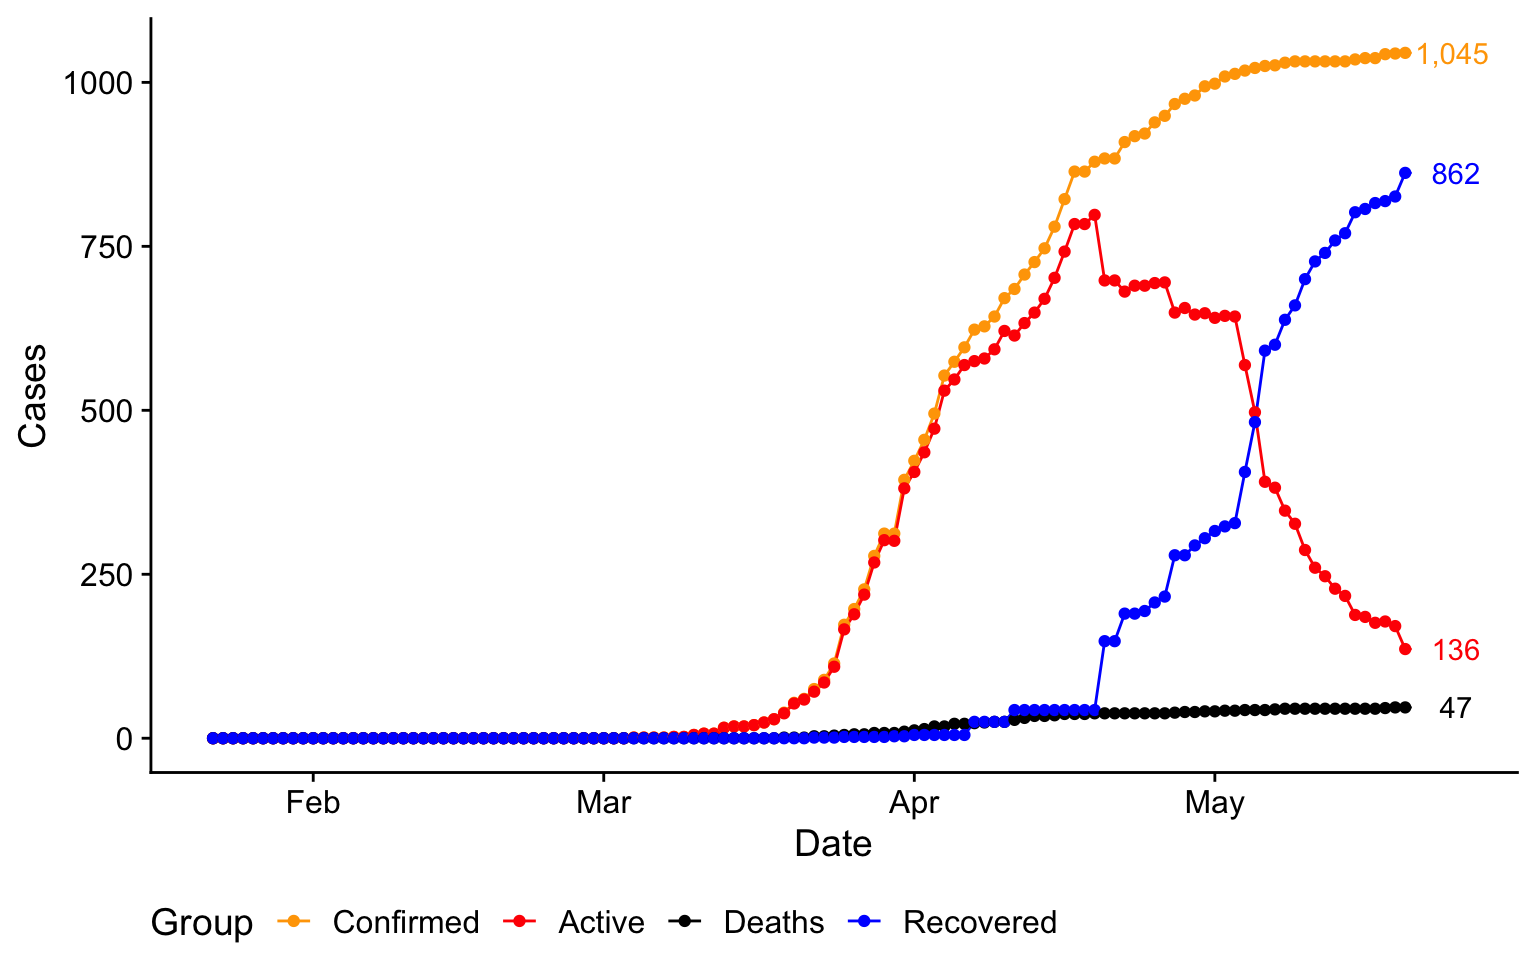 1,045
1000
862
750
Cases
500
250
136
47
0
Feb Mar Apr May
Date
Group Confirmed Active Deaths Recovered